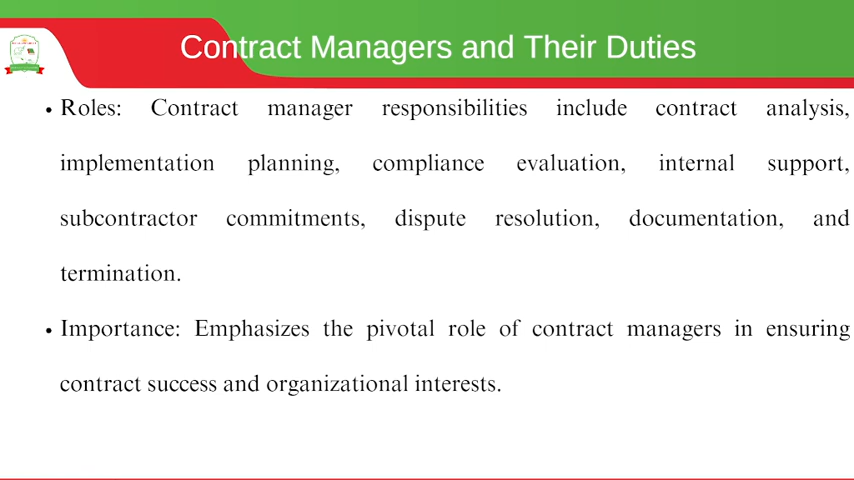 Contract Managers and Their Duties
• Roles: Contract manager responsibilities include contract analysis,
implementation planning, compliance evaluation, internal support,
subcontractor commitments, dispute resolution, documentation, and
termination.
• Importance: Emphasizes the pivotal role of contract managers in ensuring
contract success and organizational interests.